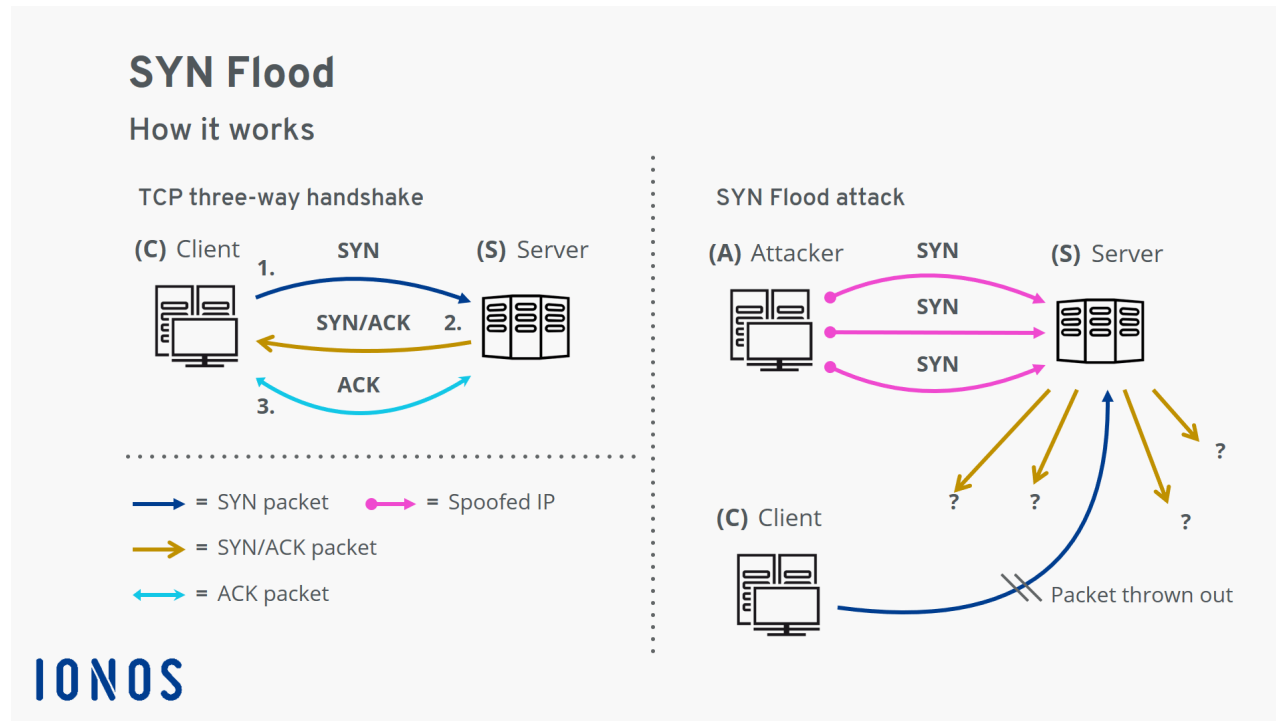 SYN Flood
How it works
TCP three-way handshake
(C) Client
(S) Server
1.
SYN
SYN/ACK
2.
ACK
3.
= SYN packet
= Spoofed IP
= SYN/ACK packet
= ACK packet
SYN Flood attack
(A) Attacker
(S) Server
SYN
SYN
SYN
?
?
?
?
(C) Client
Packet thrown out
IONOS